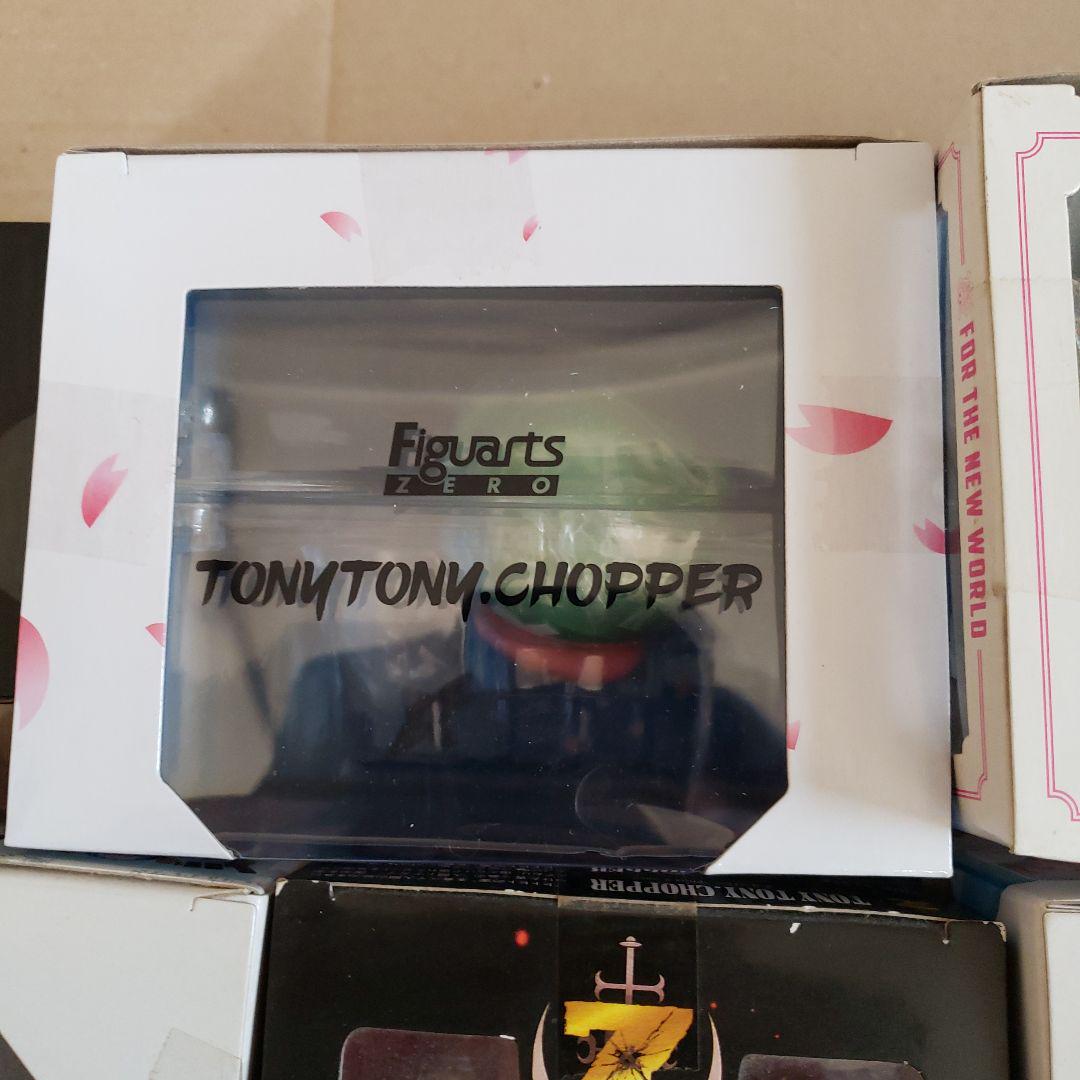 Figuarts
ZERO
TONYTONY.CHOPPER
FOR THE NEW WORLD
TONY TONY.CHOPPER
Z